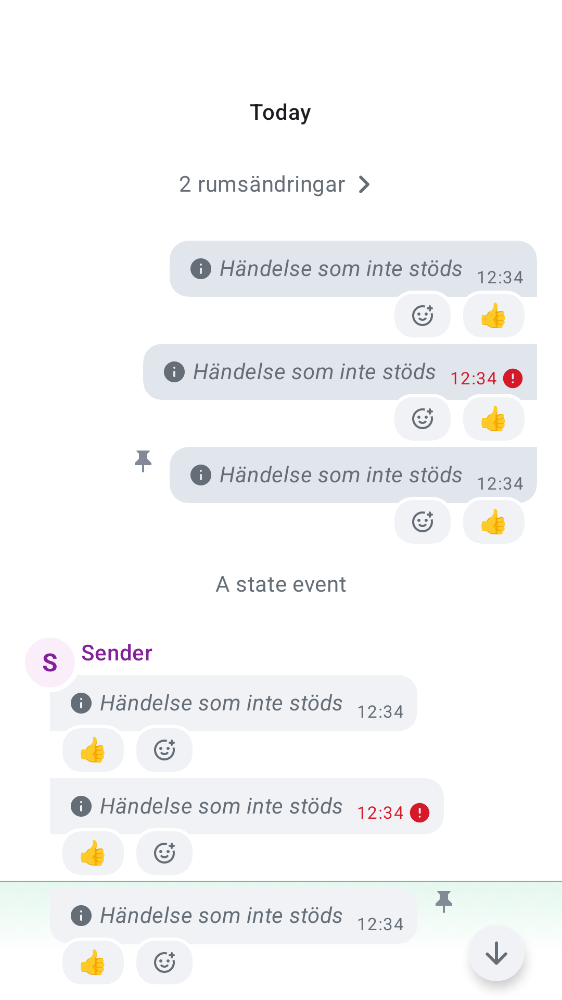 Today
2 rumsändringar
Händelse som inte stöds 12:34
👍
Händelse som inte stöds 12:34
👍
Händelse som inte stöds 12:34
👍
A state event
S Sender
Händelse som inte stöds 12:34
👍
Händelse som inte stöds 12:34
👍
Händelse som inte stöds 12:34
👍